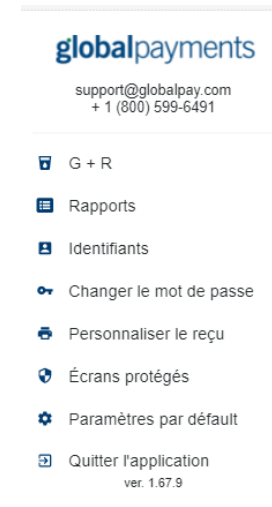 globalpayments
support@globalpay.com
+ 1 (800) 599-6491
G + R
Rapports
Identifiants
Changer le mot de passe
Personnaliser le reçu
Écrans protégés
Paramètres par défault
Quitter l'application
ver. 1.67.9